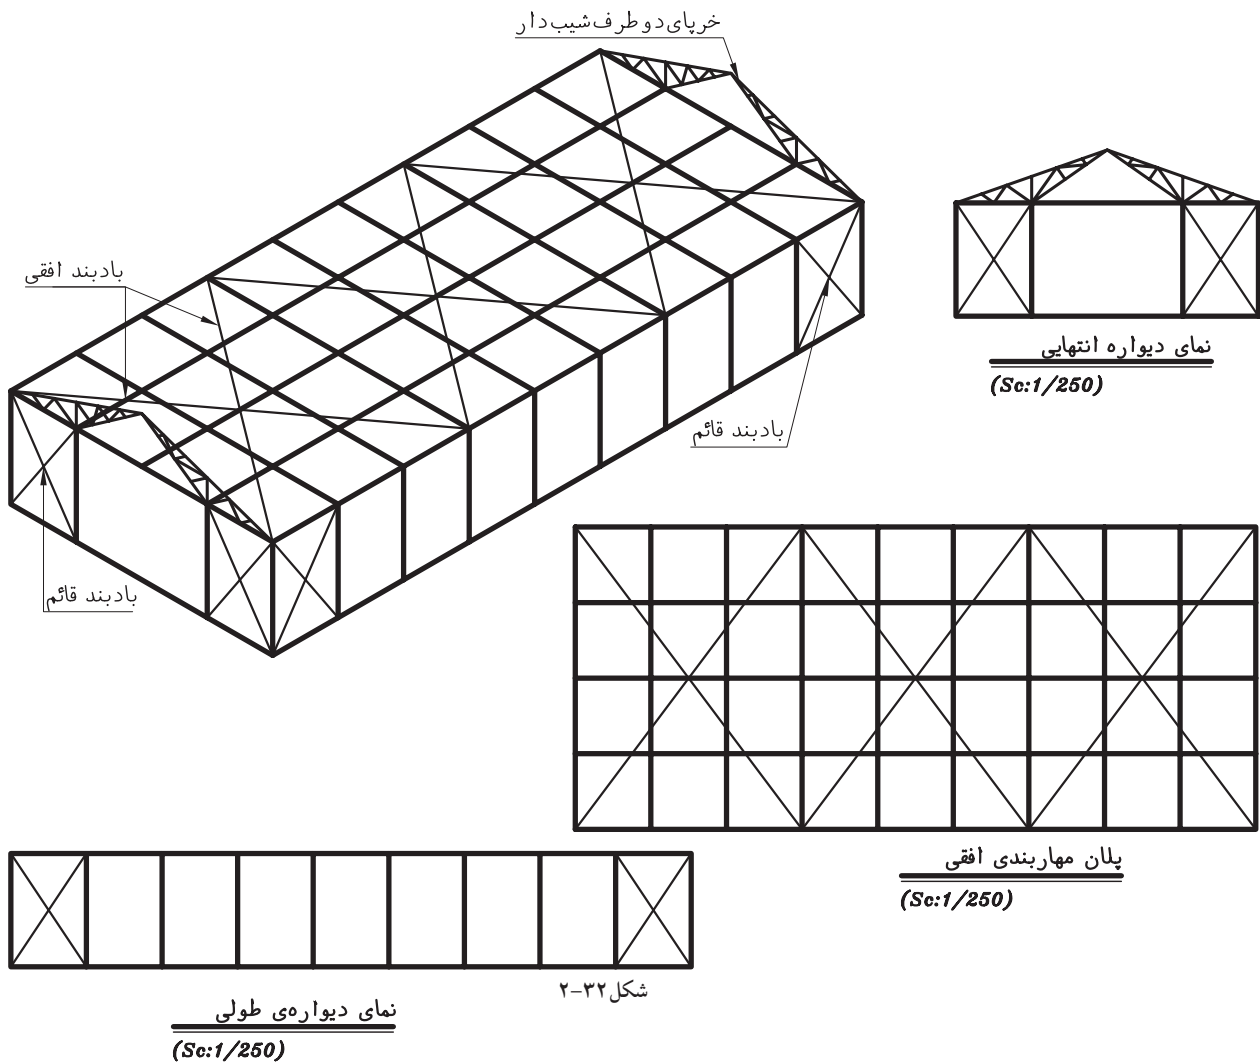 خرپای دو طرف شیب دار
بادبند افقی
نمای دیواره انتهایی
(Sc:1/250)
بادبند قائم
بادبند قائم
پلان مهاربندی افقی
(Sc:1/250)
شکل ۳۲-۲
نمای دیواره‌ی طولی
(Sc:1/250)